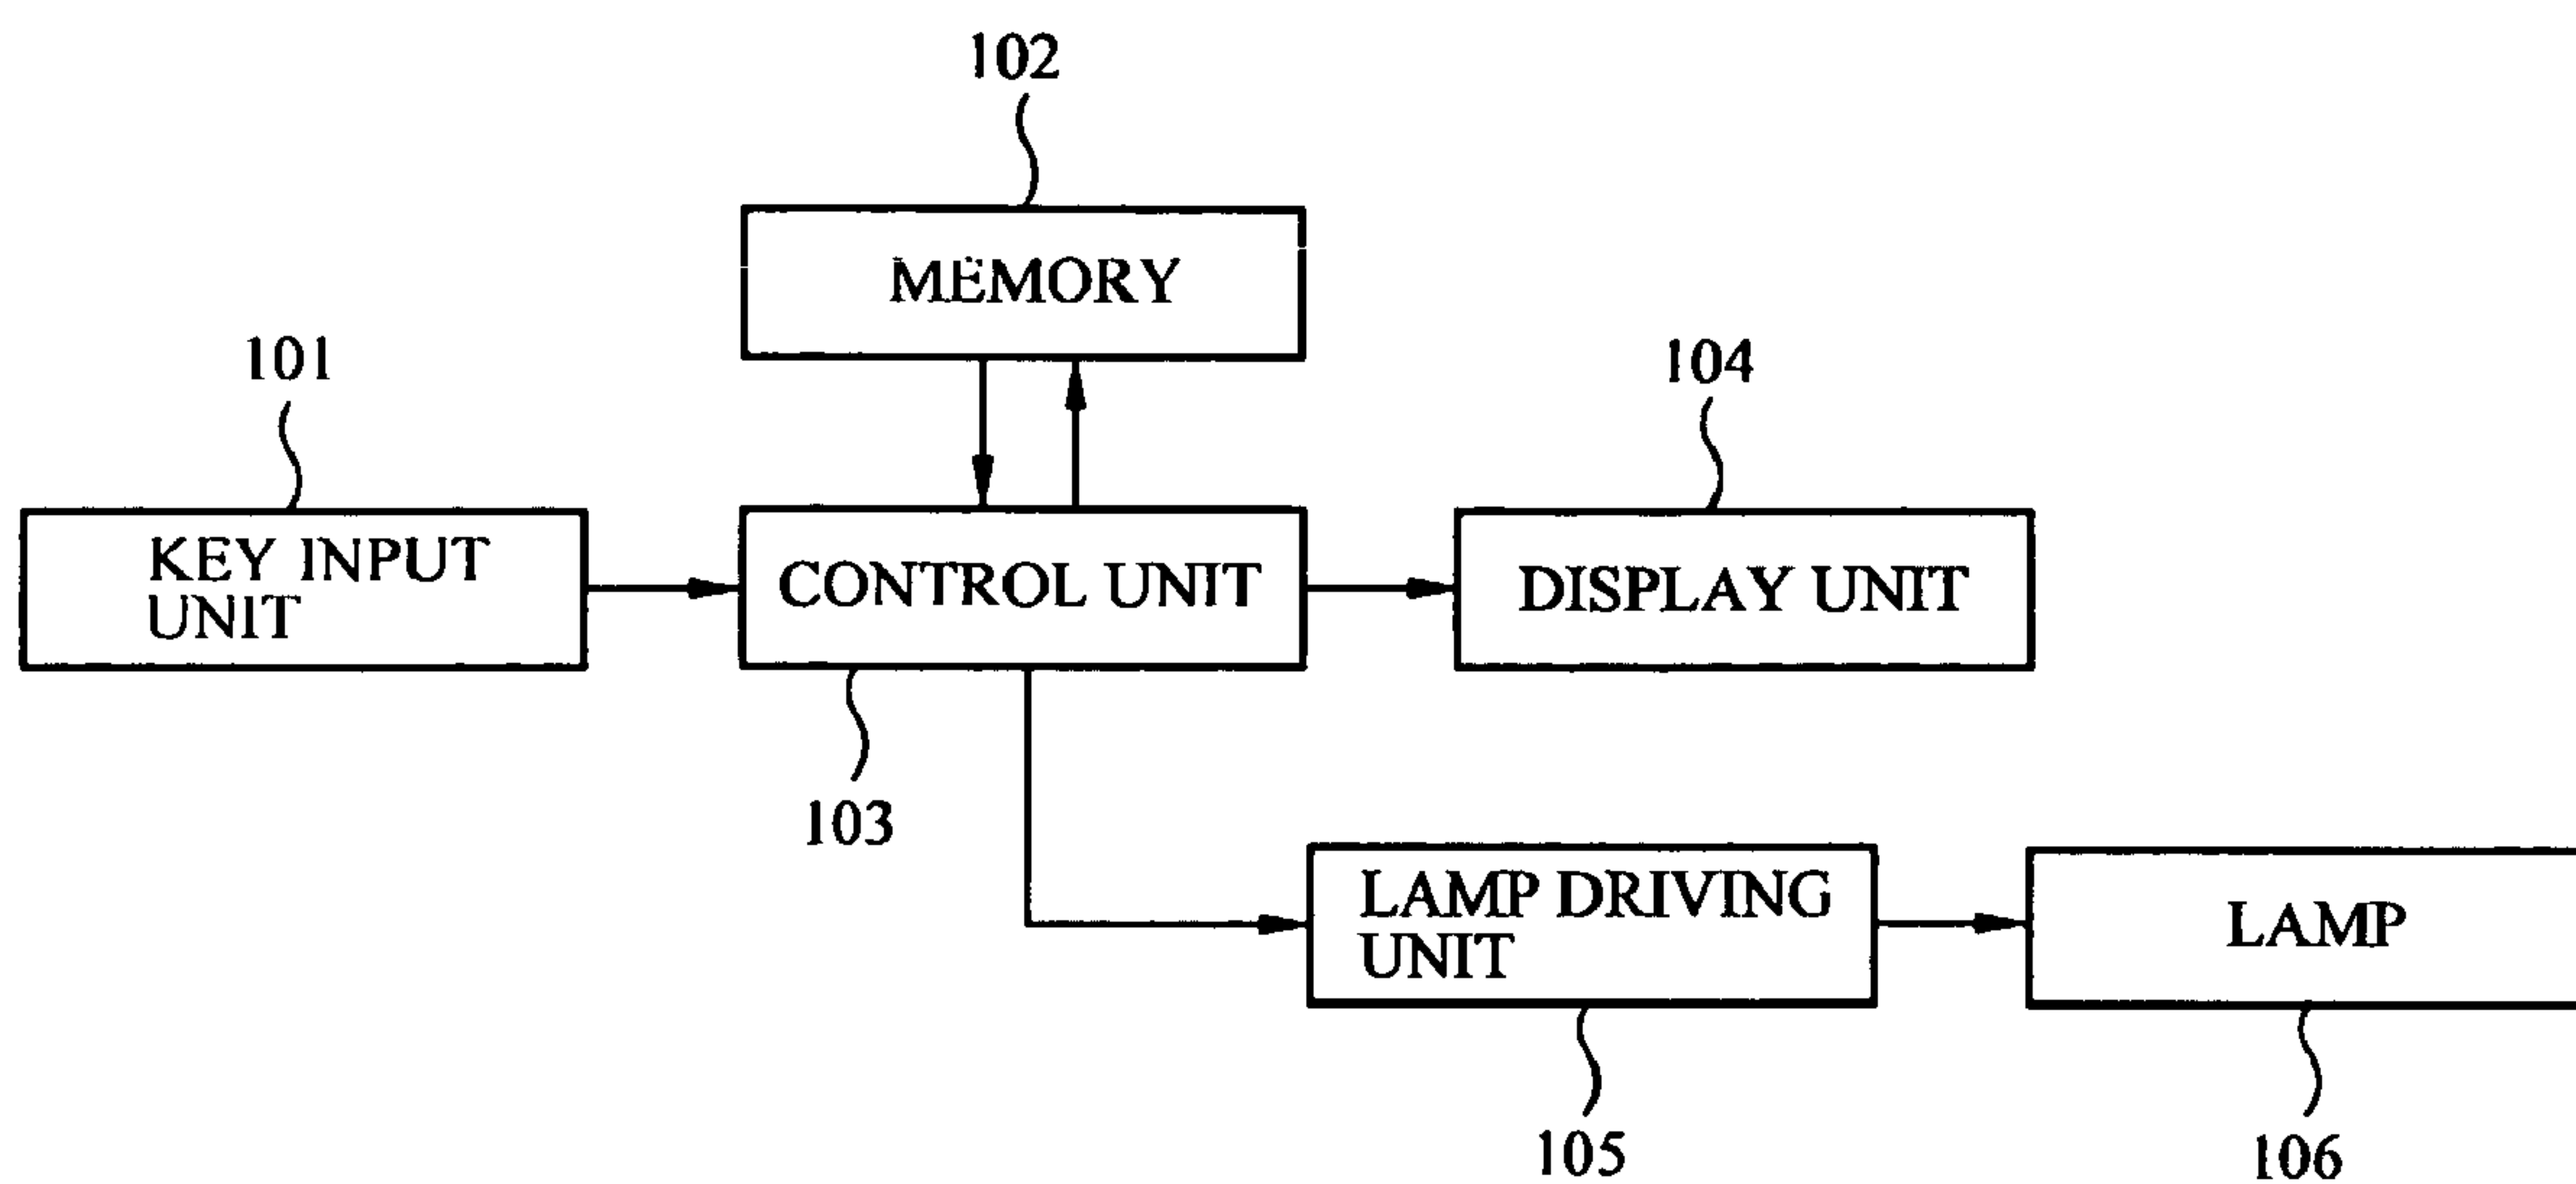 102
MEMORY
101
104
KEY INPUT
UNIT
CONTROL UNIT
DISPLAY UNIT
103
LAMP DRIVING
UNIT
LAMP
105
106